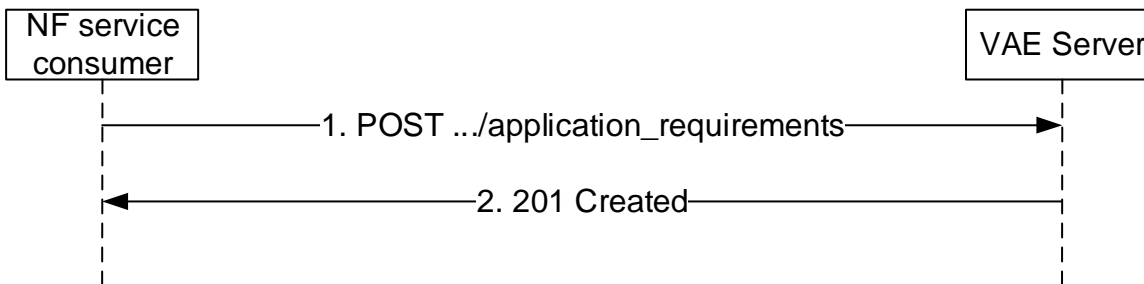 NF service
consumer
VAE Server
1. POST .../application_requirements
2. 201 Created